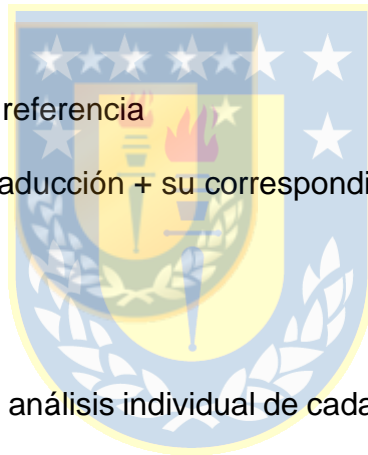 referencia
aducción + su correspondi
análisis individual de cada